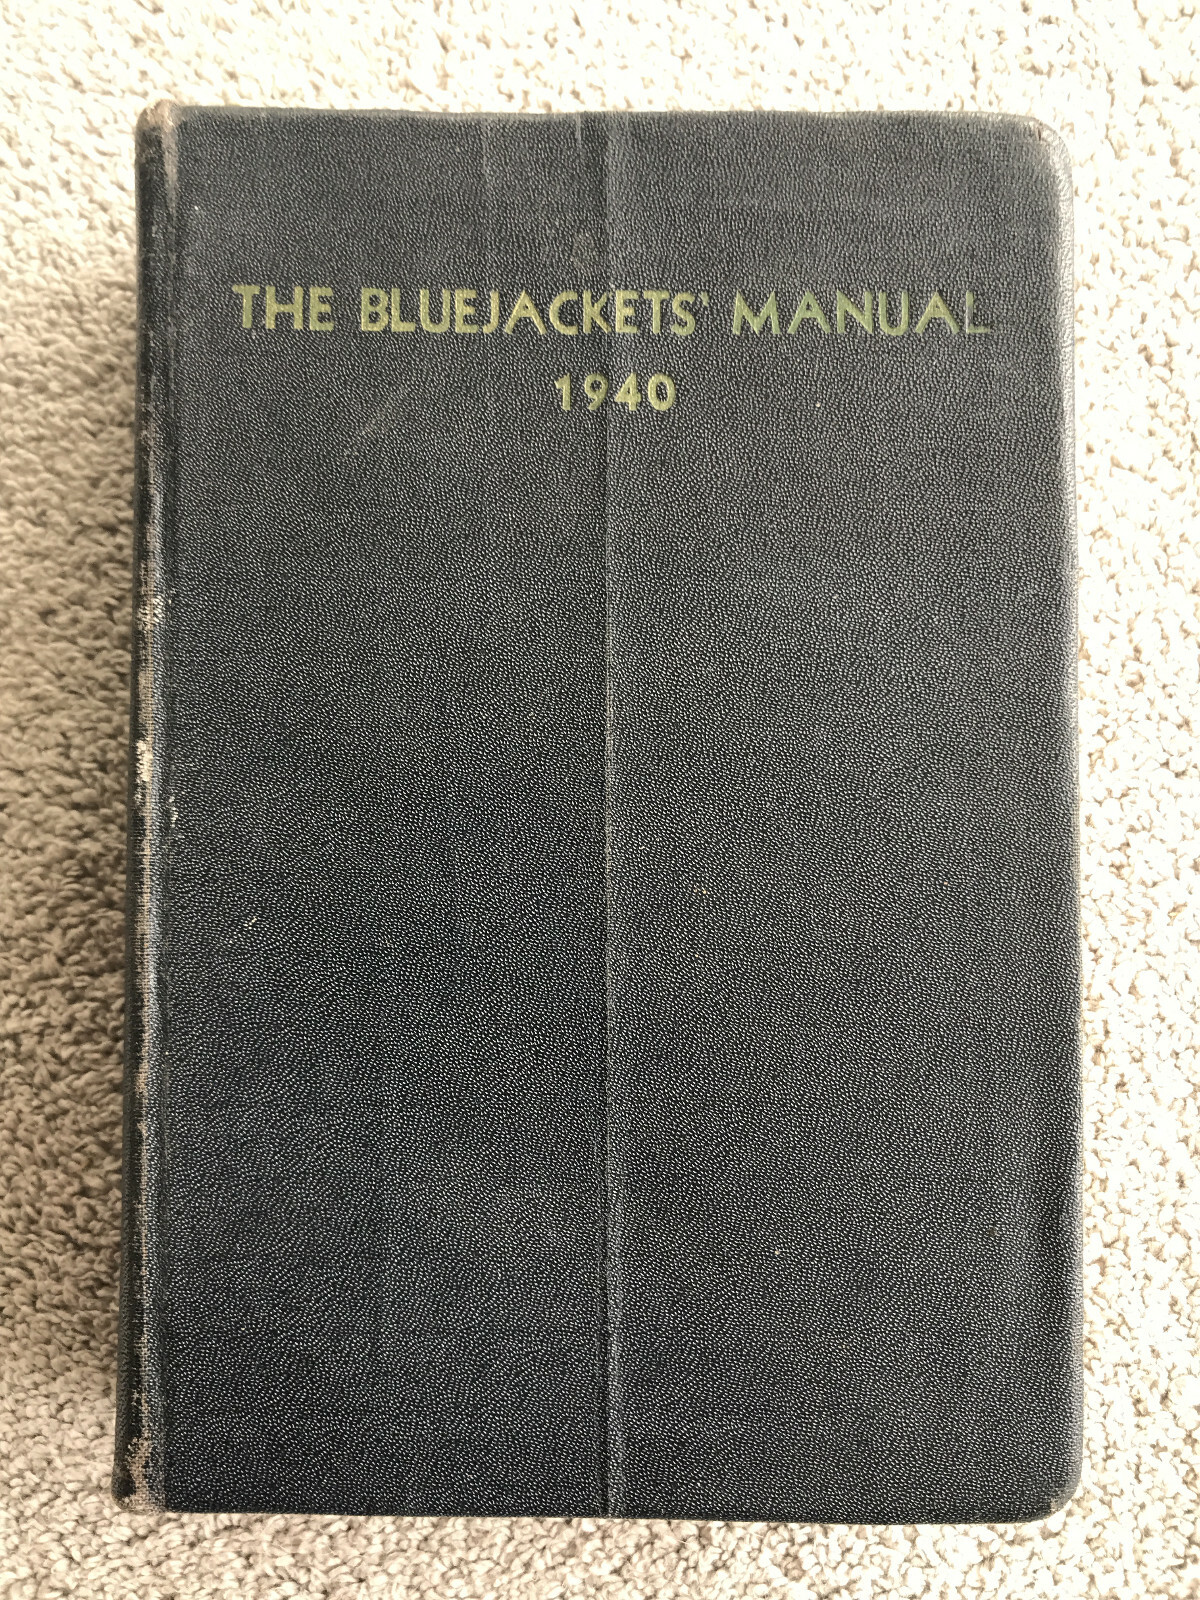 THE BLUEJACKETS' MANUAL
1940